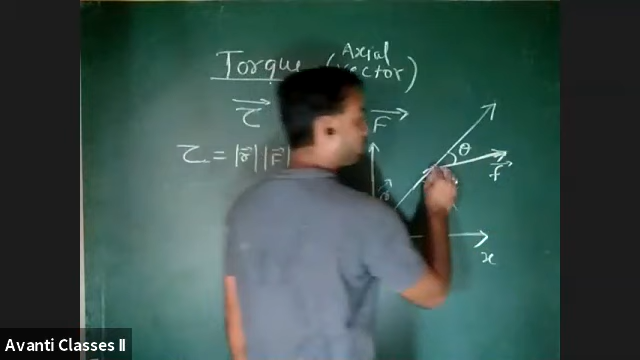 Torque (Axial
Vector)
τ⃗ F⃗
τ = |r⃗||F⃗|
θ
f⃗
r⃗
x
Avanti Classes II